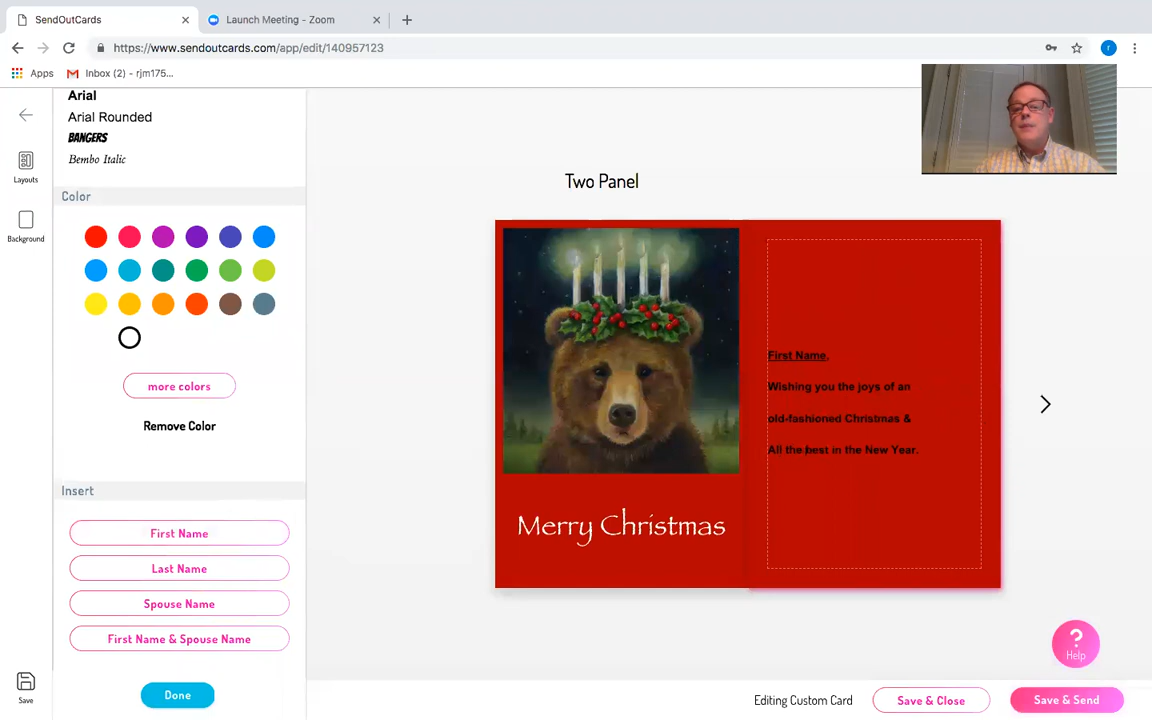 SendOutCards
Launch Meeting - Zoom
https://www.sendoutcards.com/app/edit/140957123
r
Apps
Inbox (2) - rjm175...
Arial
Arial Rounded
BANGERS
Bembo Italic
Layouts
Background
Color
more colors
Remove Color
Insert
First Name
Last Name
Spouse Name
First Name & Spouse Name
Done
Save
Two Panel
Merry Christmas
First Name,
Wishing you the joys of an
old-fashioned Christmas &
All the best in the New Year.
?
Help
Editing Custom Card
Save & Close
Save & Send